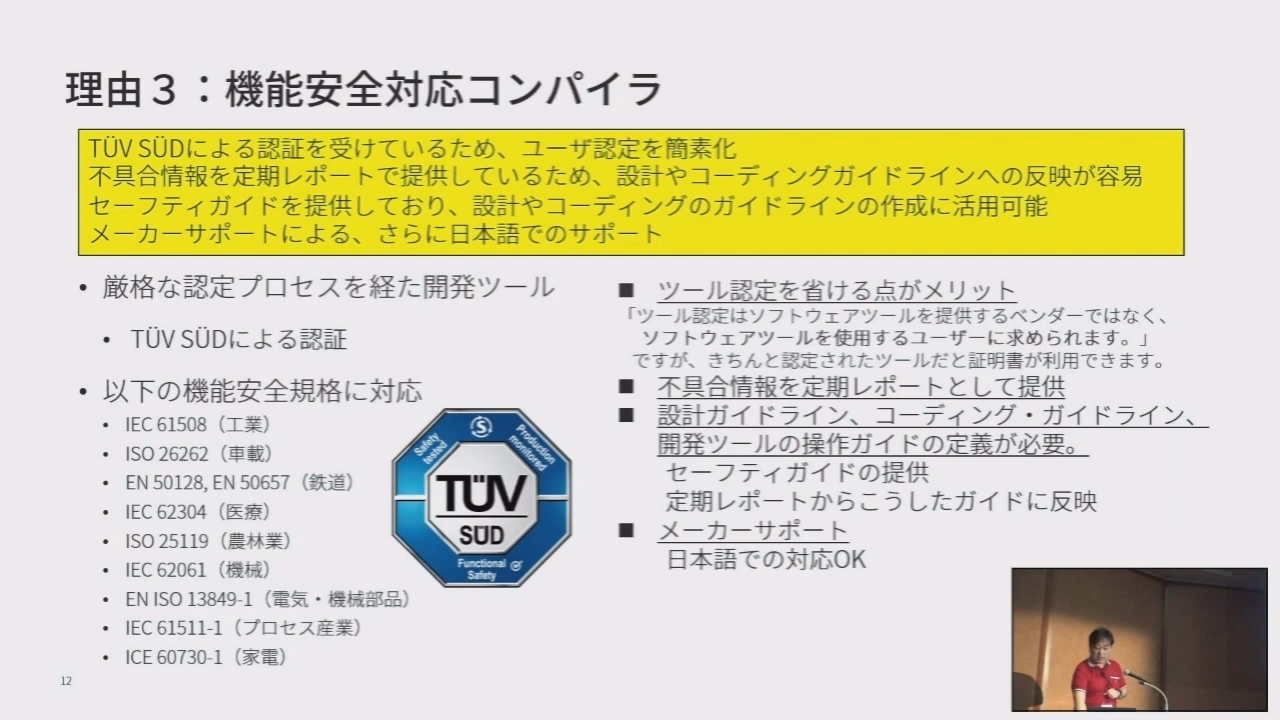 理由３：機能安全対応コンパイラ
TÜV SÜDによる認証を受けているため、ユーザ認定を簡素化
不具合情報を定期レポートで提供しているため、設計やコーディングガイドラインへの反映が容易
セーフティガイドを提供しており、設計やコーディングのガイドラインの作成に活用可能
メーカーサポートによる、さらに日本語でのサポート
• 厳格な認定プロセスを経た開発ツール
• TÜV SÜDによる認証
• 以下の機能安全規格に対応
• IEC 61508（工業）
• ISO 26262（車載）
• EN 50128, EN 50657（鉄道）
• IEC 62304（医療）
• ISO 25119（農林業）
• IEC 62061（機械）
• EN ISO 13849-1（電気・機械部品）
• IEC 61511-1（プロセス産業）
• ICE 60730-1（家電）
Safety tested
Production monitored
TÜV
SÜD
Functional
Safety
■ ツール認定を省ける点がメリット
「ツール認定はソフトウェアツールを提供するベンダーではなく、
ソフトウェアツールを使用するユーザーに求められます。」
ですが、きちんと認定されたツールだと証明書が利用できます。
■ 不具合情報を定期レポートとして提供
■ 設計ガイドライン、コーディング・ガイドライン、
開発ツールの操作ガイドの定義が必要。
セーフティガイドの提供
定期レポートからこうしたガイドに反映
■ メーカーサポート
日本語での対応OK
12